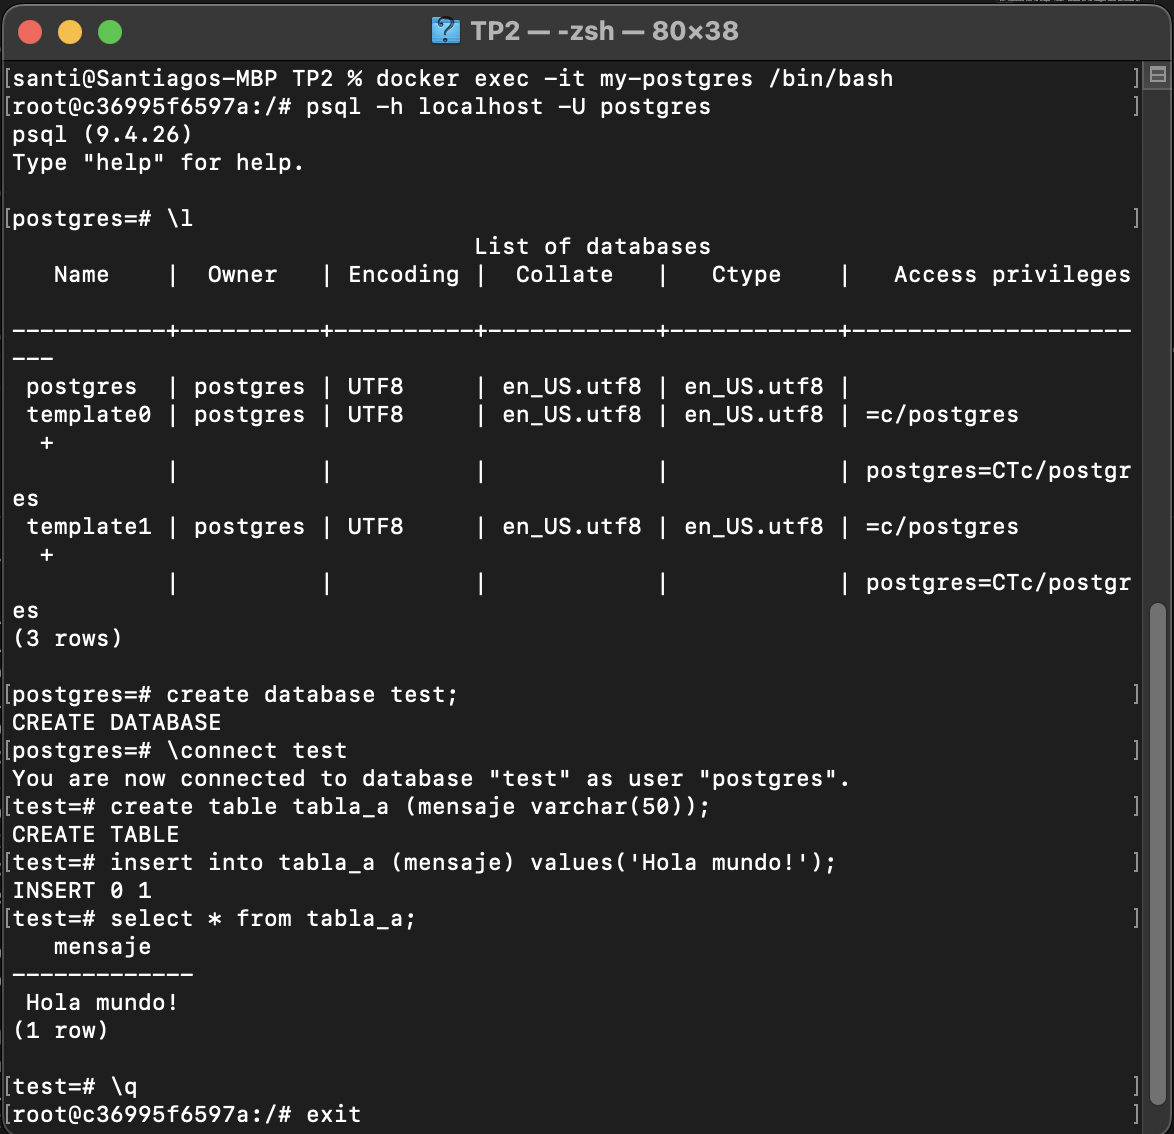 TP2 — -zsh — 80×38
[santi@Santiagos-MBP TP2 % docker exec -it my-postgres /bin/bash ]
[root@c36995f6597a:/# psql -h localhost -U postgres ]
psql (9.4.26)
Type "help" for help.

[postgres=# \l ]
                                 List of databases
   Name    |  Owner   | Encoding |  Collate   |   Ctype    |   Access privileges

-----------+----------+----------+------------+------------+--------------------
---
 postgres  | postgres | UTF8     | en_US.utf8 | en_US.utf8 |
 template0 | postgres | UTF8     | en_US.utf8 | en_US.utf8 | =c/postgres
  +
           |          |          |            |            | postgres=CTc/postgr
es
 template1 | postgres | UTF8     | en_US.utf8 | en_US.utf8 | =c/postgres
  +
           |          |          |            |            | postgres=CTc/postgr
es
(3 rows)

[postgres=# create database test; ]
CREATE DATABASE
[postgres=# \connect test ]
You are now connected to database "test" as user "postgres".
[test=# create table tabla_a (mensaje varchar(50)); ]
CREATE TABLE
[test=# insert into tabla_a (mensaje) values('Hola mundo!'); ]
INSERT 0 1
[test=# select * from tabla_a; ]
   mensaje
-------------
 Hola mundo!
(1 row)

[test=# \q ]
[root@c36995f6597a:/# exit ]